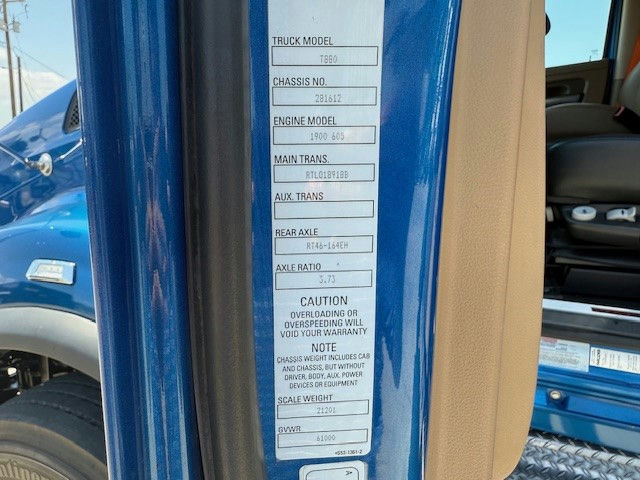 TRUCK MODEL
T880
CHASSIS NO.
281612
ENGINE MODEL
1900 605
MAIN TRANS.
RTLO18918B
AUX. TRANS
REAR AXLE
RT46-164EH
AXLE RATIO
3.73
CAUTION
OVERLOADING OR
OVERSPEEDING WILL
VOID YOUR WARRANTY
NOTE
CHASSIS WEIGHT INCLUDES CAB
AND CHASSIS, BUT WITHOUT
DRIVER, BODY, AUX. POWER
DEVICES OR EQUIPMENT
SCALE WEIGHT
21201
GVWR
61000